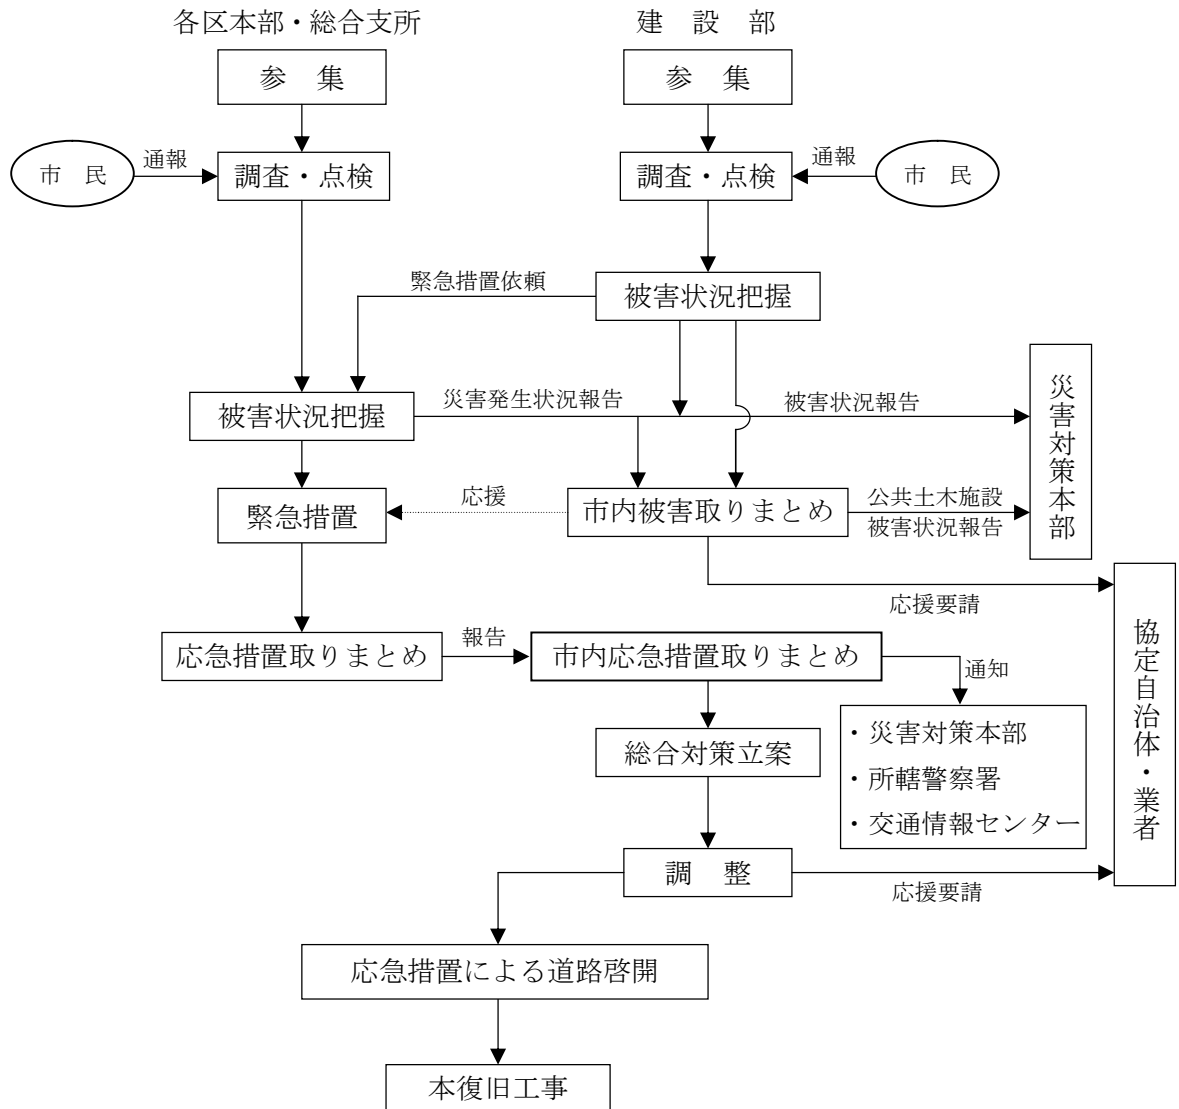 各区本部・総合支所
建　設　部
参　集
参　集
市　民
通報
調査・点検
調査・点検
通報
市　民
緊急措置依頼
被害状況把握
被害状況把握
災害発生状況報告
被害状況報告
災害対策本部
緊急措置
応援
市内被害取りまとめ
公共土木施設
被害状況報告
応援要請
協定自治体・業者
応急措置取りまとめ
報告
市内応急措置取りまとめ
通知
・災害対策本部
・所轄警察署
・交通情報センター
総合対策立案
調　整
応援要請
応急措置による道路啓開
本復旧工事